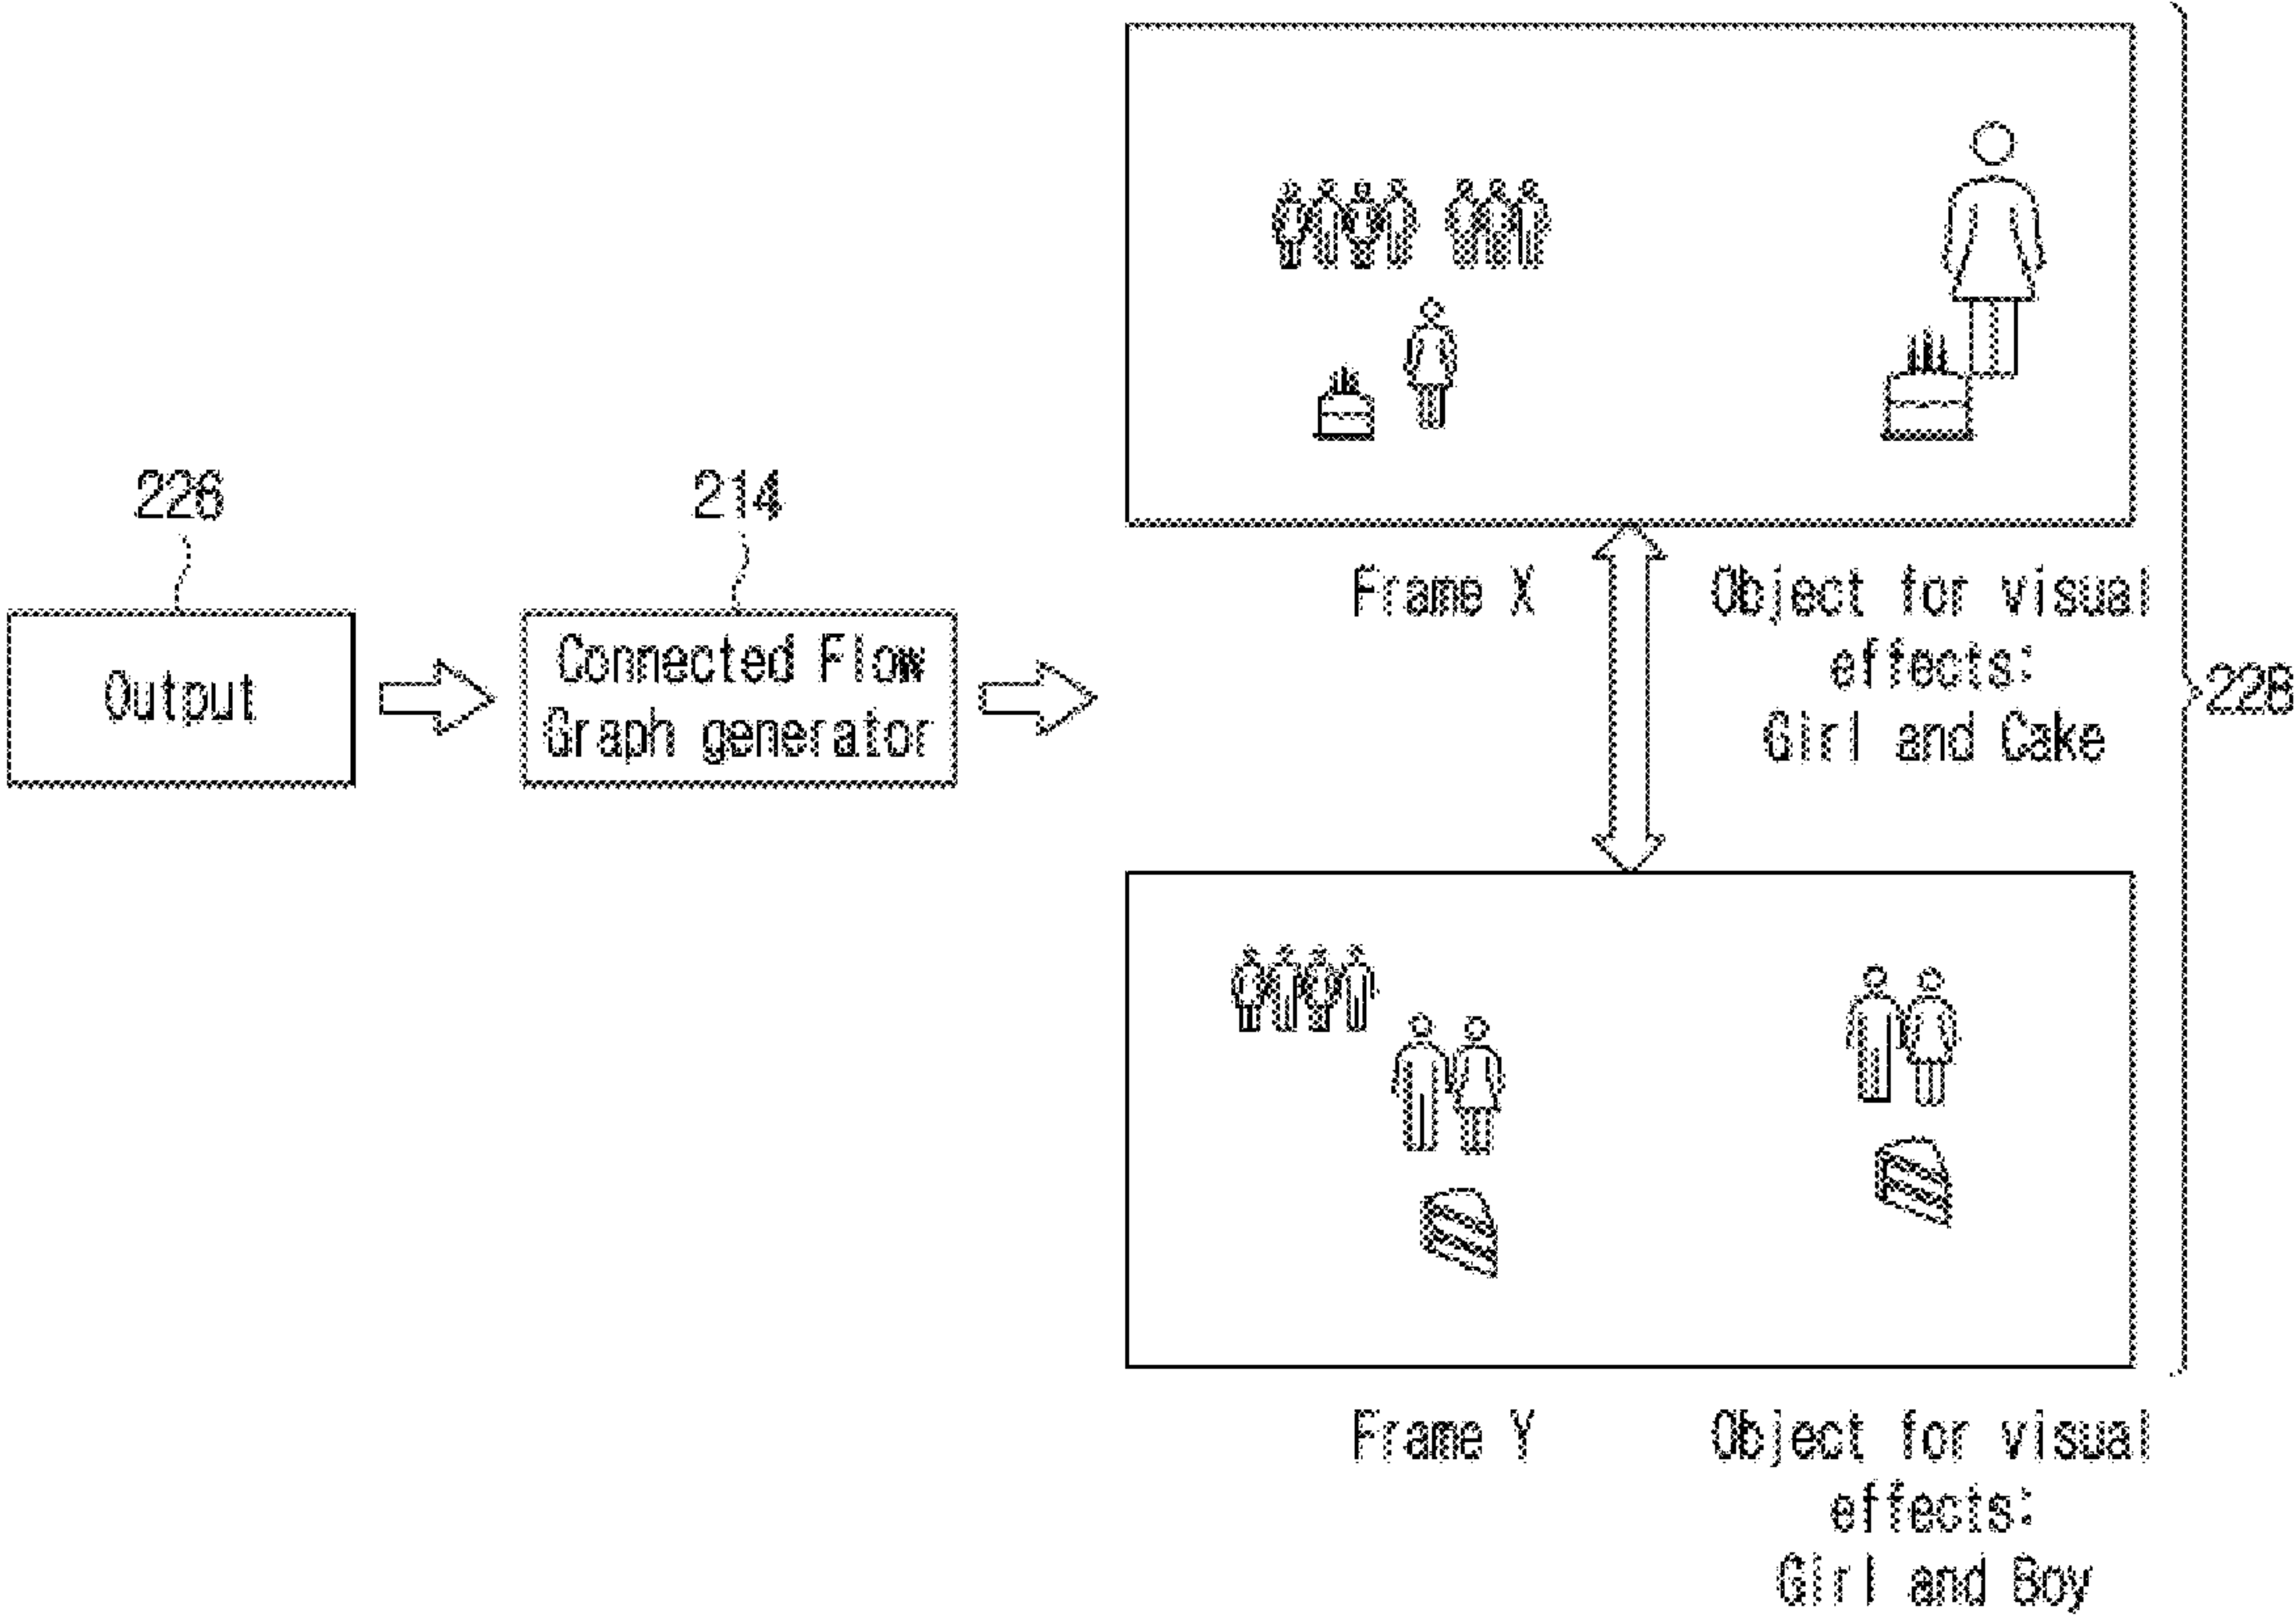 226
Output
214
Connected Flow
Graph generator
Frame X
Object for visual
effects:
Girl and Cake
228
Frame Y
Object for visual
effects:
Girl and Boy